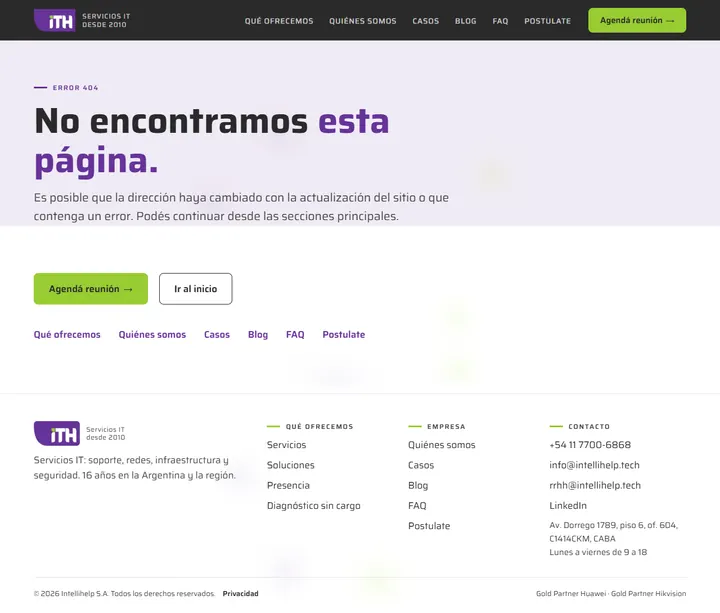 iTH
SERVICIOS IT
DESDE 2010
QUÉ OFRECEMOS
QUIÉNES SOMOS
CASOS
BLOG
FAQ
POSTULATE
Agendá reunión →
ERROR 404
No encontramos esta
página.
Es posible que la dirección haya cambiado con la actualización del sitio o que
contenga un error. Podés continuar desde las secciones principales.
Agendá reunión →
Ir al inicio
Qué ofrecemos
Quiénes somos
Casos
Blog
FAQ
Postulate
iTH
Servicios IT
desde 2010
Servicios IT: soporte, redes, infraestructura y
seguridad. 16 años en la Argentina y la región.
QUÉ OFRECEMOS
Servicios
Soluciones
Presencia
Diagnóstico sin cargo
EMPRESA
Quiénes somos
Casos
Blog
FAQ
Postulate
CONTACTO
+54 11 7700-6868
info@intellihelp.tech
rrhh@intellihelp.tech
LinkedIn
Av. Dorrego 1789, piso 6, of. 604,
C1414CKM, CABA
Lunes a viernes de 9 a 18
© 2026 Intellihelp S.A. Todos los derechos reservados.
Privacidad
Gold Partner Huawei · Gold Partner Hikvision